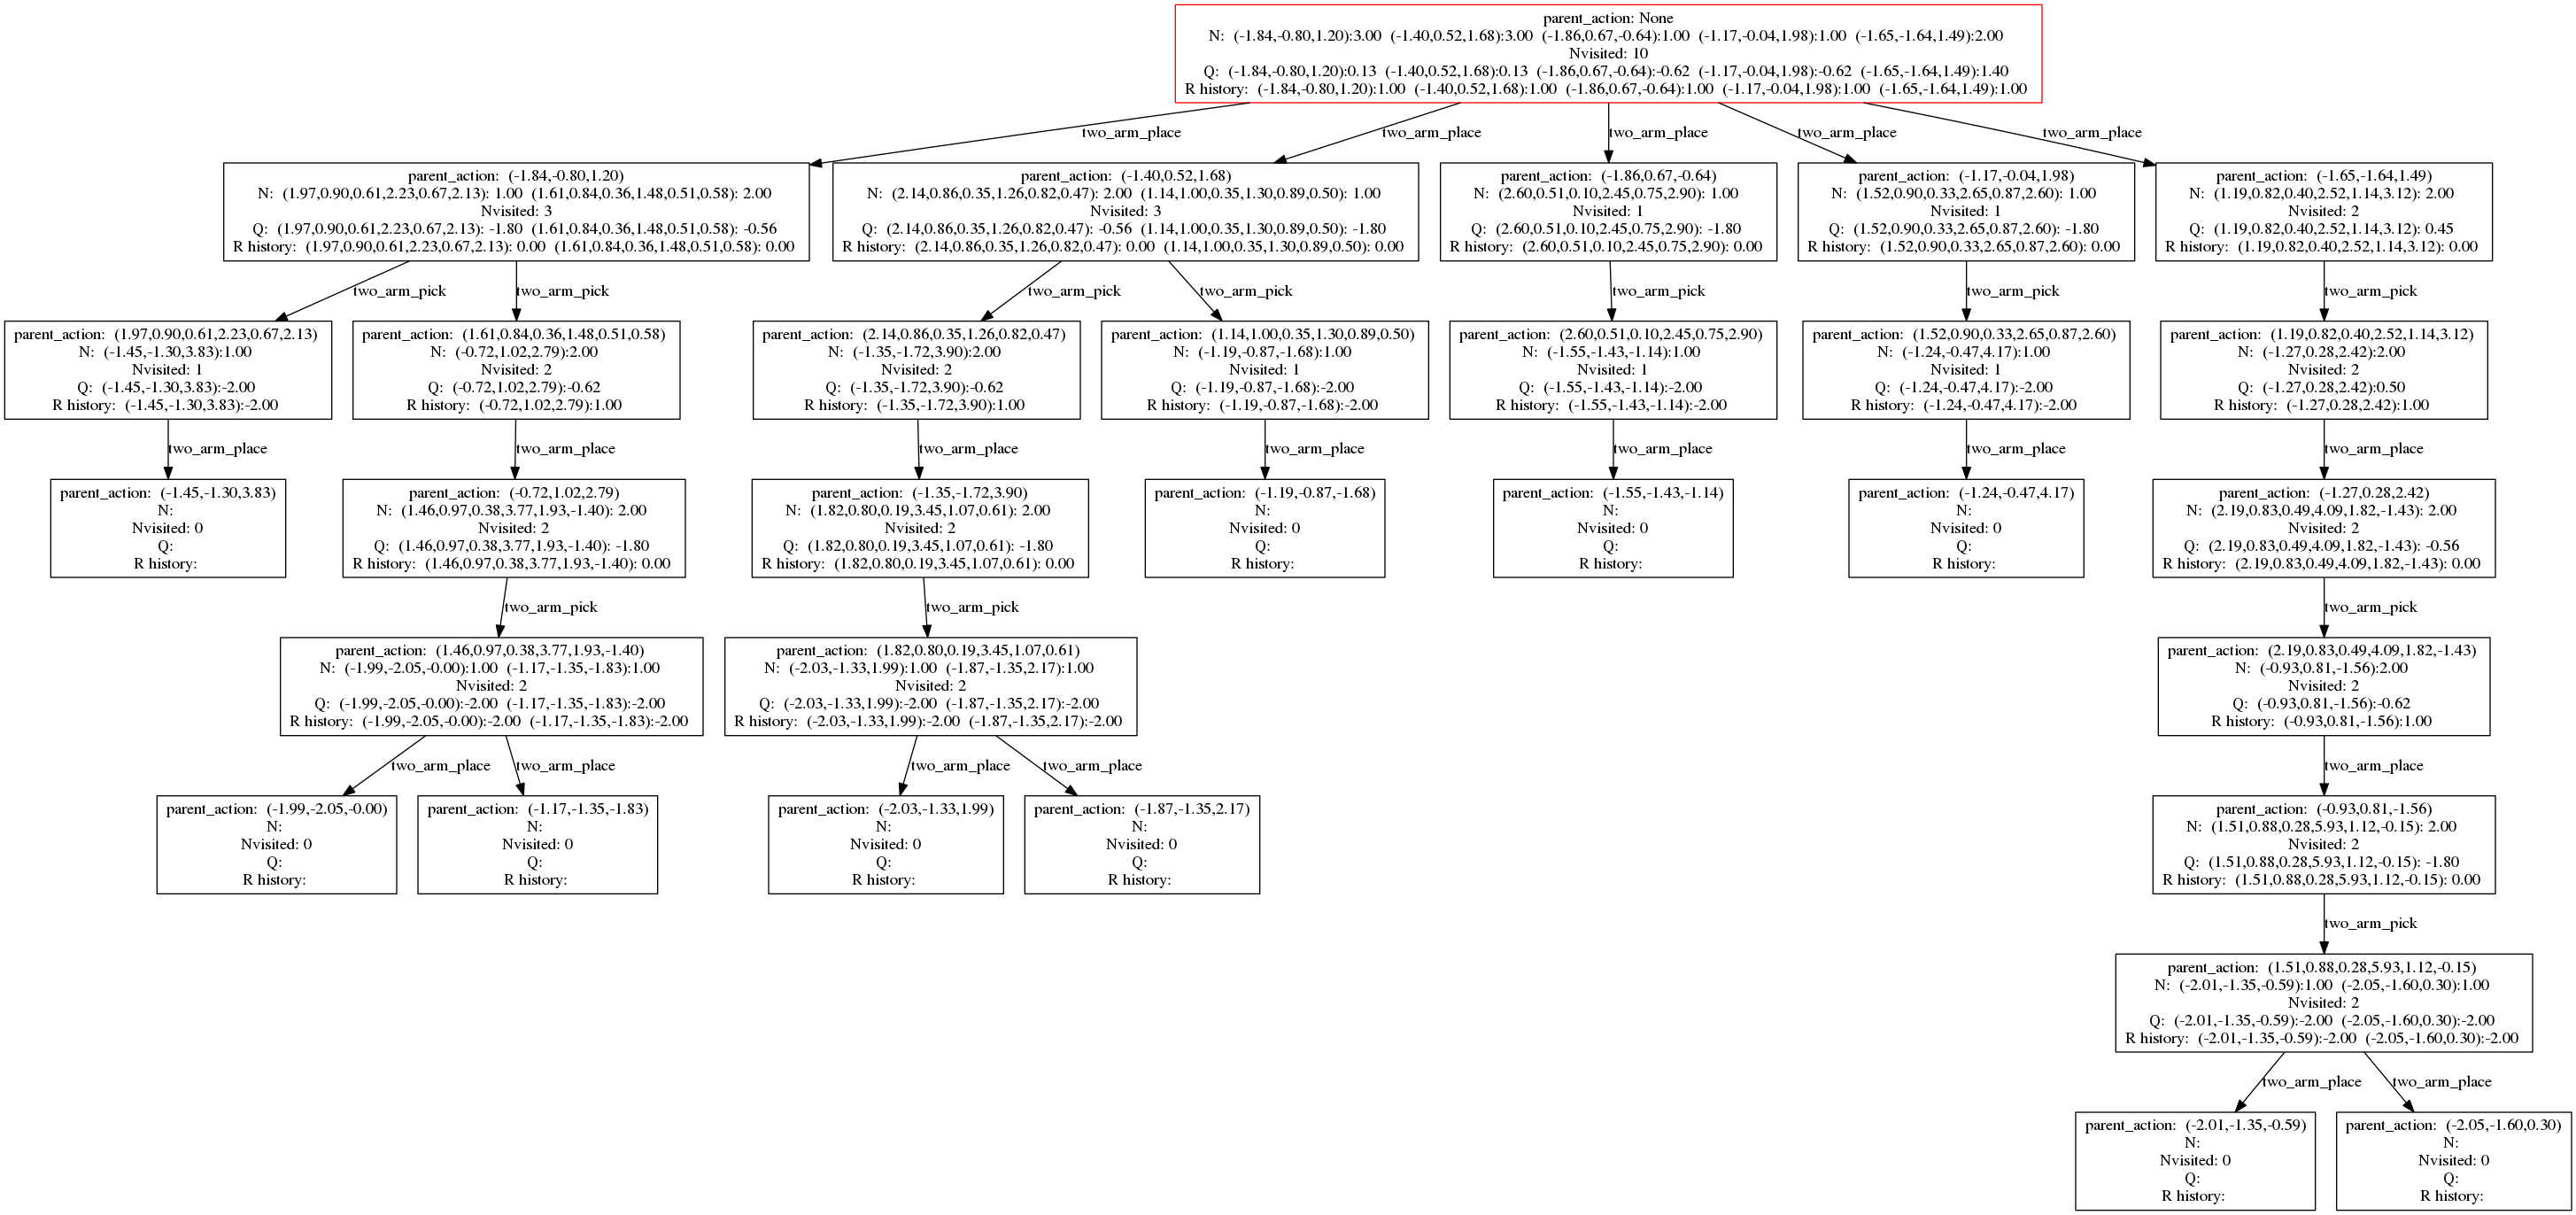 parent_action: None
N: (-1.84,-0.80,1.20):3.00 (-1.40,0.52,1.68):3.00 (-1.86,0.67,-0.64):1.00 (-1.17,-0.04,1.98):1.00 (-1.65,-1.64,1.49):2.00
Nvisited: 10
Q: (-1.84,-0.80,1.20):0.13 (-1.40,0.52,1.68):0.13 (-1.86,0.67,-0.64):-0.62 (-1.17,-0.04,1.98):-0.62 (-1.65,-1.64,1.49):1.40
R history: (-1.84,-0.80,1.20):1.00 (-1.40,0.52,1.68):1.00 (-1.86,0.67,-0.64):1.00 (-1.17,-0.04,1.98):1.00 (-1.65,-1.64,1.49):1.00
two_arm_place
two_arm_place
two_arm_place
two_arm_place
two_arm_place
parent_action: (-1.84,-0.80,1.20)
N: (1.97,0.90,0.61,2.23,0.67,2.13): 1.00 (1.61,0.84,0.36,1.48,0.51,0.58): 2.00
Nvisited: 3
Q: (1.97,0.90,0.61,2.23,0.67,2.13): -1.80 (1.61,0.84,0.36,1.48,0.51,0.58): -0.56
R history: (1.97,0.90,0.61,2.23,0.67,2.13): 0.00 (1.61,0.84,0.36,1.48,0.51,0.58): 0.00
parent_action: (-1.40,0.52,1.68)
N: (2.14,0.86,0.35,1.26,0.82,0.47): 2.00 (1.14,1.00,0.35,1.30,0.89,0.50): 1.00
Nvisited: 3
Q: (2.14,0.86,0.35,1.26,0.82,0.47): -0.56 (1.14,1.00,0.35,1.30,0.89,0.50): -1.80
R history: (2.14,0.86,0.35,1.26,0.82,0.47): 0.00 (1.14,1.00,0.35,1.30,0.89,0.50): 0.00
parent_action: (-1.86,0.67,-0.64)
N: (2.60,0.51,0.10,2.45,0.75,2.90): 1.00
Nvisited: 1
Q: (2.60,0.51,0.10,2.45,0.75,2.90): -1.80
R history: (2.60,0.51,0.10,2.45,0.75,2.90): 0.00
parent_action: (-1.17,-0.04,1.98)
N: (1.52,0.90,0.33,2.65,0.87,2.60): 1.00
Nvisited: 1
Q: (1.52,0.90,0.33,2.65,0.87,2.60): -1.80
R history: (1.52,0.90,0.33,2.65,0.87,2.60): 0.00
parent_action: (-1.65,-1.64,1.49)
N: (1.19,0.82,0.40,2.52,1.14,3.12): 2.00
Nvisited: 2
Q: (1.19,0.82,0.40,2.52,1.14,3.12): 0.45
R history: (1.19,0.82,0.40,2.52,1.14,3.12): 0.00
two_arm_pick
two_arm_pick
two_arm_pick
two_arm_pick
two_arm_pick
two_arm_pick
two_arm_pick
parent_action: (1.97,0.90,0.61,2.23,0.67,2.13)
N: (-1.45,-1.30,3.83):1.00
Nvisited: 1
Q: (-1.45,-1.30,3.83):-2.00
R history: (-1.45,-1.30,3.83):-2.00
parent_action: (1.61,0.84,0.36,1.48,0.51,0.58)
N: (-0.72,1.02,2.79):2.00
Nvisited: 2
Q: (-0.72,1.02,2.79):-0.62
R history: (-0.72,1.02,2.79):1.00
parent_action: (2.14,0.86,0.35,1.26,0.82,0.47)
N: (-1.35,-1.72,3.90):2.00
Nvisited: 2
Q: (-1.35,-1.72,3.90):-0.62
R history: (-1.35,-1.72,3.90):1.00
parent_action: (1.14,1.00,0.35,1.30,0.89,0.50)
N: (-1.19,-0.87,-1.68):1.00
Nvisited: 1
Q: (-1.19,-0.87,-1.68):-2.00
R history: (-1.19,-0.87,-1.68):-2.00
parent_action: (2.60,0.51,0.10,2.45,0.75,2.90)
N: (-1.55,-1.43,-1.14):1.00
Nvisited: 1
Q: (-1.55,-1.43,-1.14):-2.00
R history: (-1.55,-1.43,-1.14):-2.00
parent_action: (1.52,0.90,0.33,2.65,0.87,2.60)
N: (-1.24,-0.47,4.17):1.00
Nvisited: 1
Q: (-1.24,-0.47,4.17):-2.00
R history: (-1.24,-0.47,4.17):-2.00
parent_action: (1.19,0.82,0.40,2.52,1.14,3.12)
N: (-1.27,0.28,2.42):2.00
Nvisited: 2
Q: (-1.27,0.28,2.42):0.50
R history: (-1.27,0.28,2.42):1.00
two_arm_place
two_arm_place
two_arm_place
two_arm_place
two_arm_place
two_arm_place
two_arm_place
parent_action: (-1.45,-1.30,3.83)
N:
Nvisited: 0
Q:
R history:
parent_action: (-0.72,1.02,2.79)
N: (1.46,0.97,0.38,3.77,1.93,-1.40): 2.00
Nvisited: 2
Q: (1.46,0.97,0.38,3.77,1.93,-1.40): -1.80
R history: (1.46,0.97,0.38,3.77,1.93,-1.40): 0.00
parent_action: (-1.35,-1.72,3.90)
N: (1.82,0.80,0.19,3.45,1.07,0.61): 2.00
Nvisited: 2
Q: (1.82,0.80,0.19,3.45,1.07,0.61): -1.80
R history: (1.82,0.80,0.19,3.45,1.07,0.61): 0.00
parent_action: (-1.19,-0.87,-1.68)
N:
Nvisited: 0
Q:
R history:
parent_action: (-1.55,-1.43,-1.14)
N:
Nvisited: 0
Q:
R history:
parent_action: (-1.24,-0.47,4.17)
N:
Nvisited: 0
Q:
R history:
parent_action: (-1.27,0.28,2.42)
N: (2.19,0.83,0.49,4.09,1.82,-1.43): 2.00
Nvisited: 2
Q: (2.19,0.83,0.49,4.09,1.82,-1.43): -0.56
R history: (2.19,0.83,0.49,4.09,1.82,-1.43): 0.00
two_arm_pick
two_arm_pick
two_arm_pick
parent_action: (1.46,0.97,0.38,3.77,1.93,-1.40)
N: (-1.99,-2.05,-0.00):1.00 (-1.17,-1.35,-1.83):1.00
Nvisited: 2
Q: (-1.99,-2.05,-0.00):-2.00 (-1.17,-1.35,-1.83):-2.00
R history: (-1.99,-2.05,-0.00):-2.00 (-1.17,-1.35,-1.83):-2.00
parent_action: (1.82,0.80,0.19,3.45,1.07,0.61)
N: (-2.03,-1.33,1.99):1.00 (-1.87,-1.35,2.17):1.00
Nvisited: 2
Q: (-2.03,-1.33,1.99):-2.00 (-1.87,-1.35,2.17):-2.00
R history: (-2.03,-1.33,1.99):-2.00 (-1.87,-1.35,2.17):-2.00
parent_action: (2.19,0.83,0.49,4.09,1.82,-1.43)
N: (-0.93,0.81,-1.56):2.00
Nvisited: 2
Q: (-0.93,0.81,-1.56):-0.62
R history: (-0.93,0.81,-1.56):1.00
two_arm_place
two_arm_place
two_arm_place
two_arm_place
two_arm_place
parent_action: (-1.99,-2.05,-0.00)
N:
Nvisited: 0
Q:
R history:
parent_action: (-1.17,-1.35,-1.83)
N:
Nvisited: 0
Q:
R history:
parent_action: (-2.03,-1.33,1.99)
N:
Nvisited: 0
Q:
R history:
parent_action: (-1.87,-1.35,2.17)
N:
Nvisited: 0
Q:
R history:
parent_action: (-0.93,0.81,-1.56)
N: (1.51,0.88,0.28,5.93,1.12,-0.15): 2.00
Nvisited: 2
Q: (1.51,0.88,0.28,5.93,1.12,-0.15): -1.80
R history: (1.51,0.88,0.28,5.93,1.12,-0.15): 0.00
two_arm_pick
parent_action: (1.51,0.88,0.28,5.93,1.12,-0.15)
N: (-2.01,-1.35,-0.59):1.00 (-2.05,-1.60,0.30):1.00
Nvisited: 2
Q: (-2.01,-1.35,-0.59):-2.00 (-2.05,-1.60,0.30):-2.00
R history: (-2.01,-1.35,-0.59):-2.00 (-2.05,-1.60,0.30):-2.00
two_arm_place
two_arm_place
parent_action: (-2.01,-1.35,-0.59)
N:
Nvisited: 0
Q:
R history:
parent_action: (-2.05,-1.60,0.30)
N:
Nvisited: 0
Q:
R history: